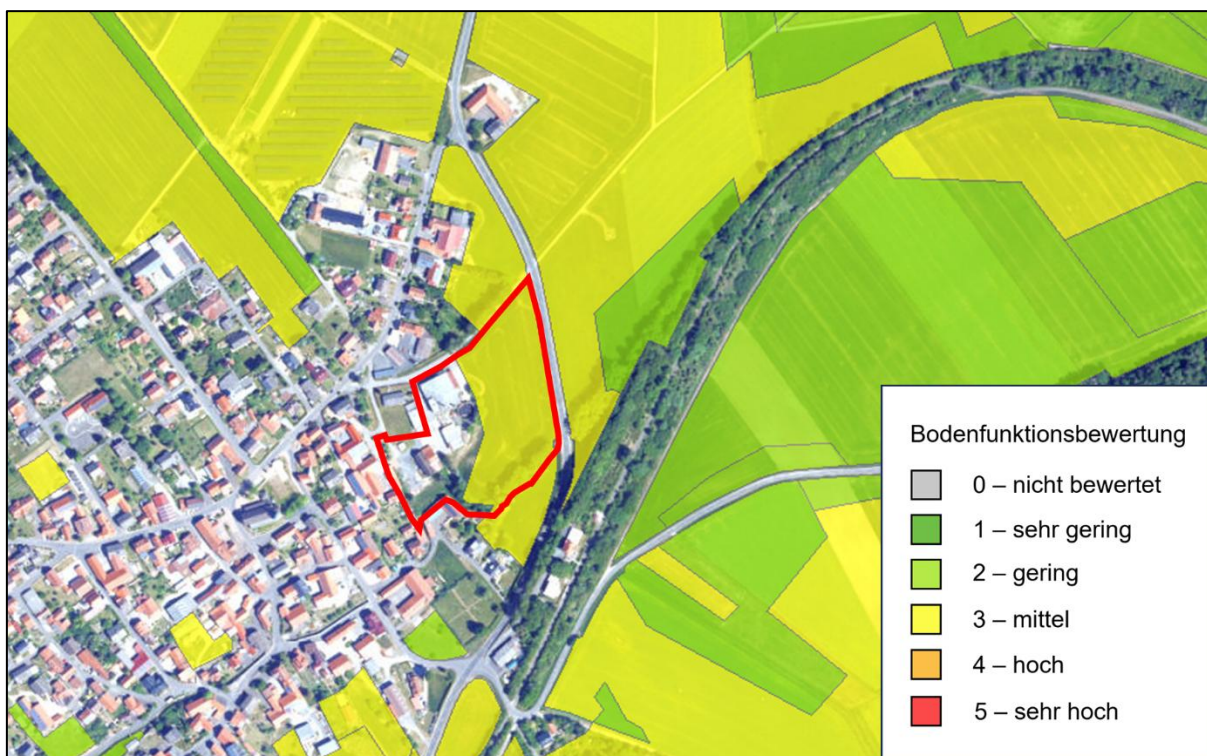 Bodenfunktionsbewertung
0 – nicht bewertet
1 – sehr gering
2 – gering
3 – mittel
4 – hoch
5 – sehr hoch